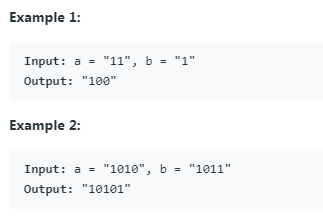 Example 1:
Input: a = "11", b = "1"
Output: "100"
Example 2:
Input: a = "1010", b = "1011"
Output: "10101"